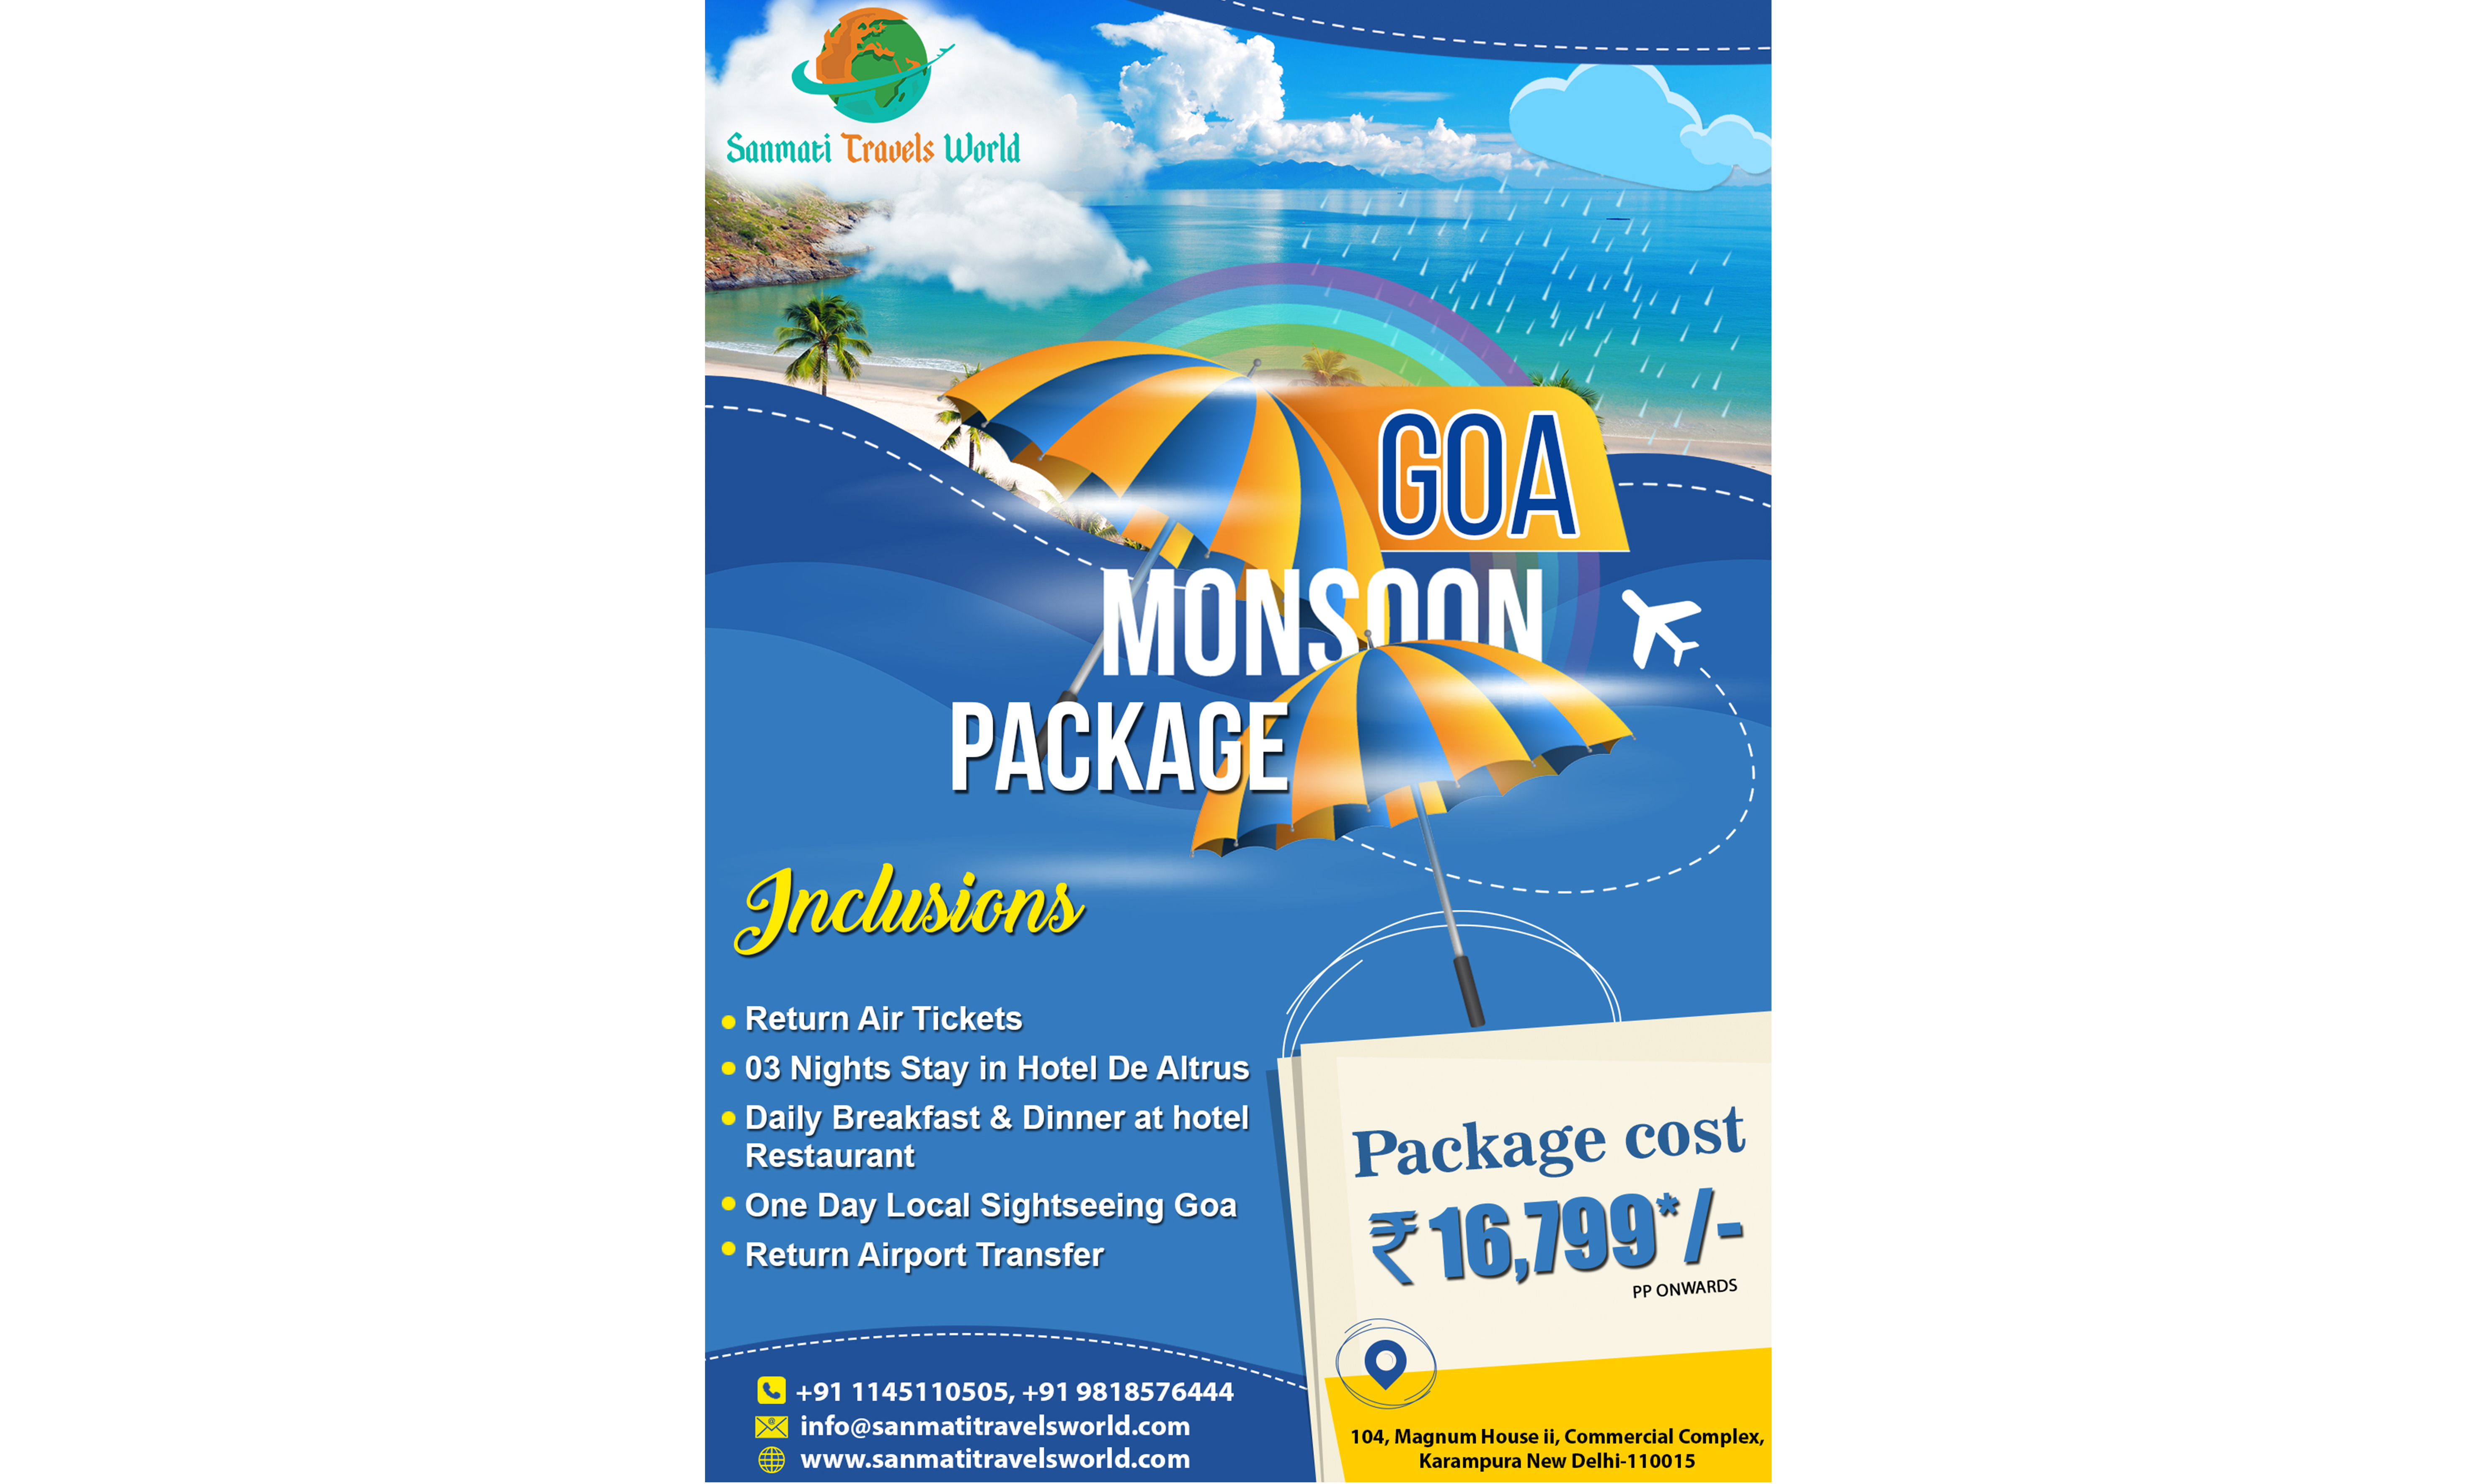 Sanmati Travels World
GOA
MONSOON
PACKAGE
Inclusions
Return Air Tickets
03 Nights Stay in Hotel De Altrus
Daily Breakfast & Dinner at hotel
Restaurant
One Day Local Sightseeing Goa
Return Airport Transfer
Package cost
₹ 16,799*/-
PP ONWARDS
+91 1145110505, +91 9818576444
info@sanmatitravelsworld.com
www.sanmatitravelsworld.com
104, Magnum House ii, Commercial Complex,
Karampura New Delhi-110015